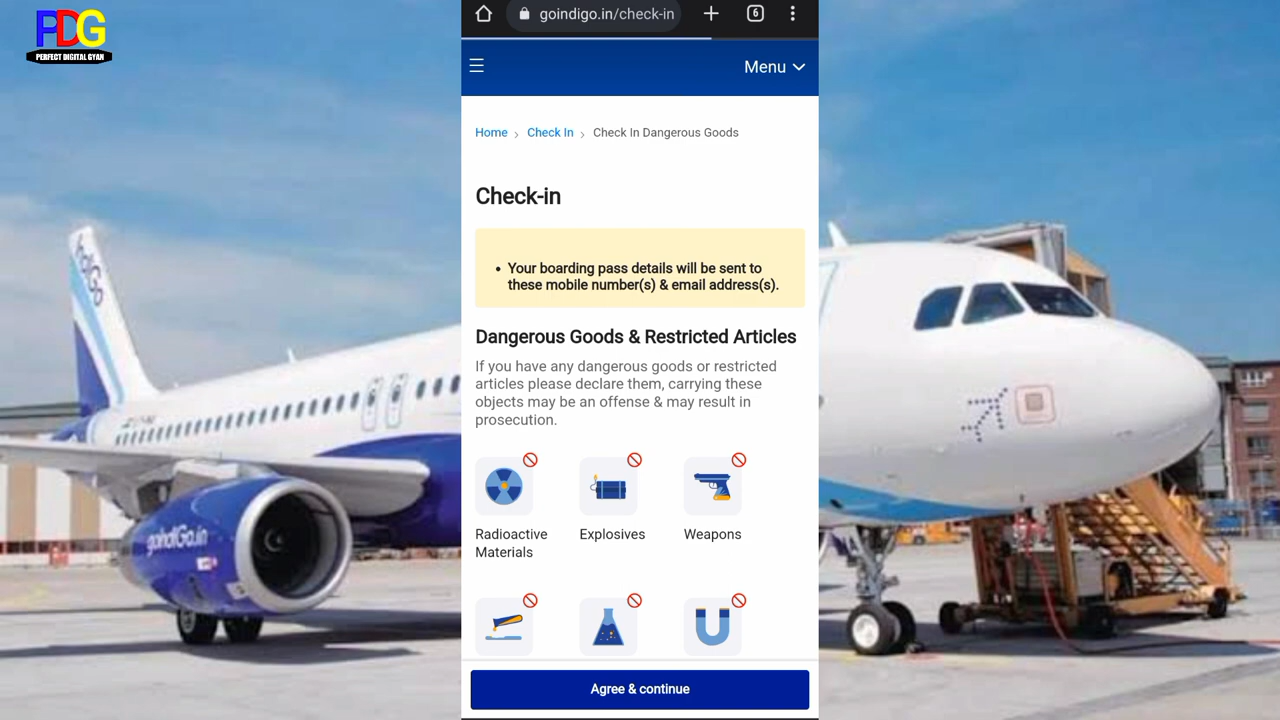 PDG
PERFECT DIGITAL GYAN
goindigo.in/check-in
6
Menu
Home
Check In
Check In Dangerous Goods
Check-in
• Your boarding pass details will be sent to
these mobile number(s) & email address(s).
Dangerous Goods & Restricted Articles
If you have any dangerous goods or restricted
articles please declare them, carrying these
objects may be an offense & may result in
prosecution.
Radioactive
Materials
Explosives
Weapons
Agree & continue
IndiGo
goIndiGo.in